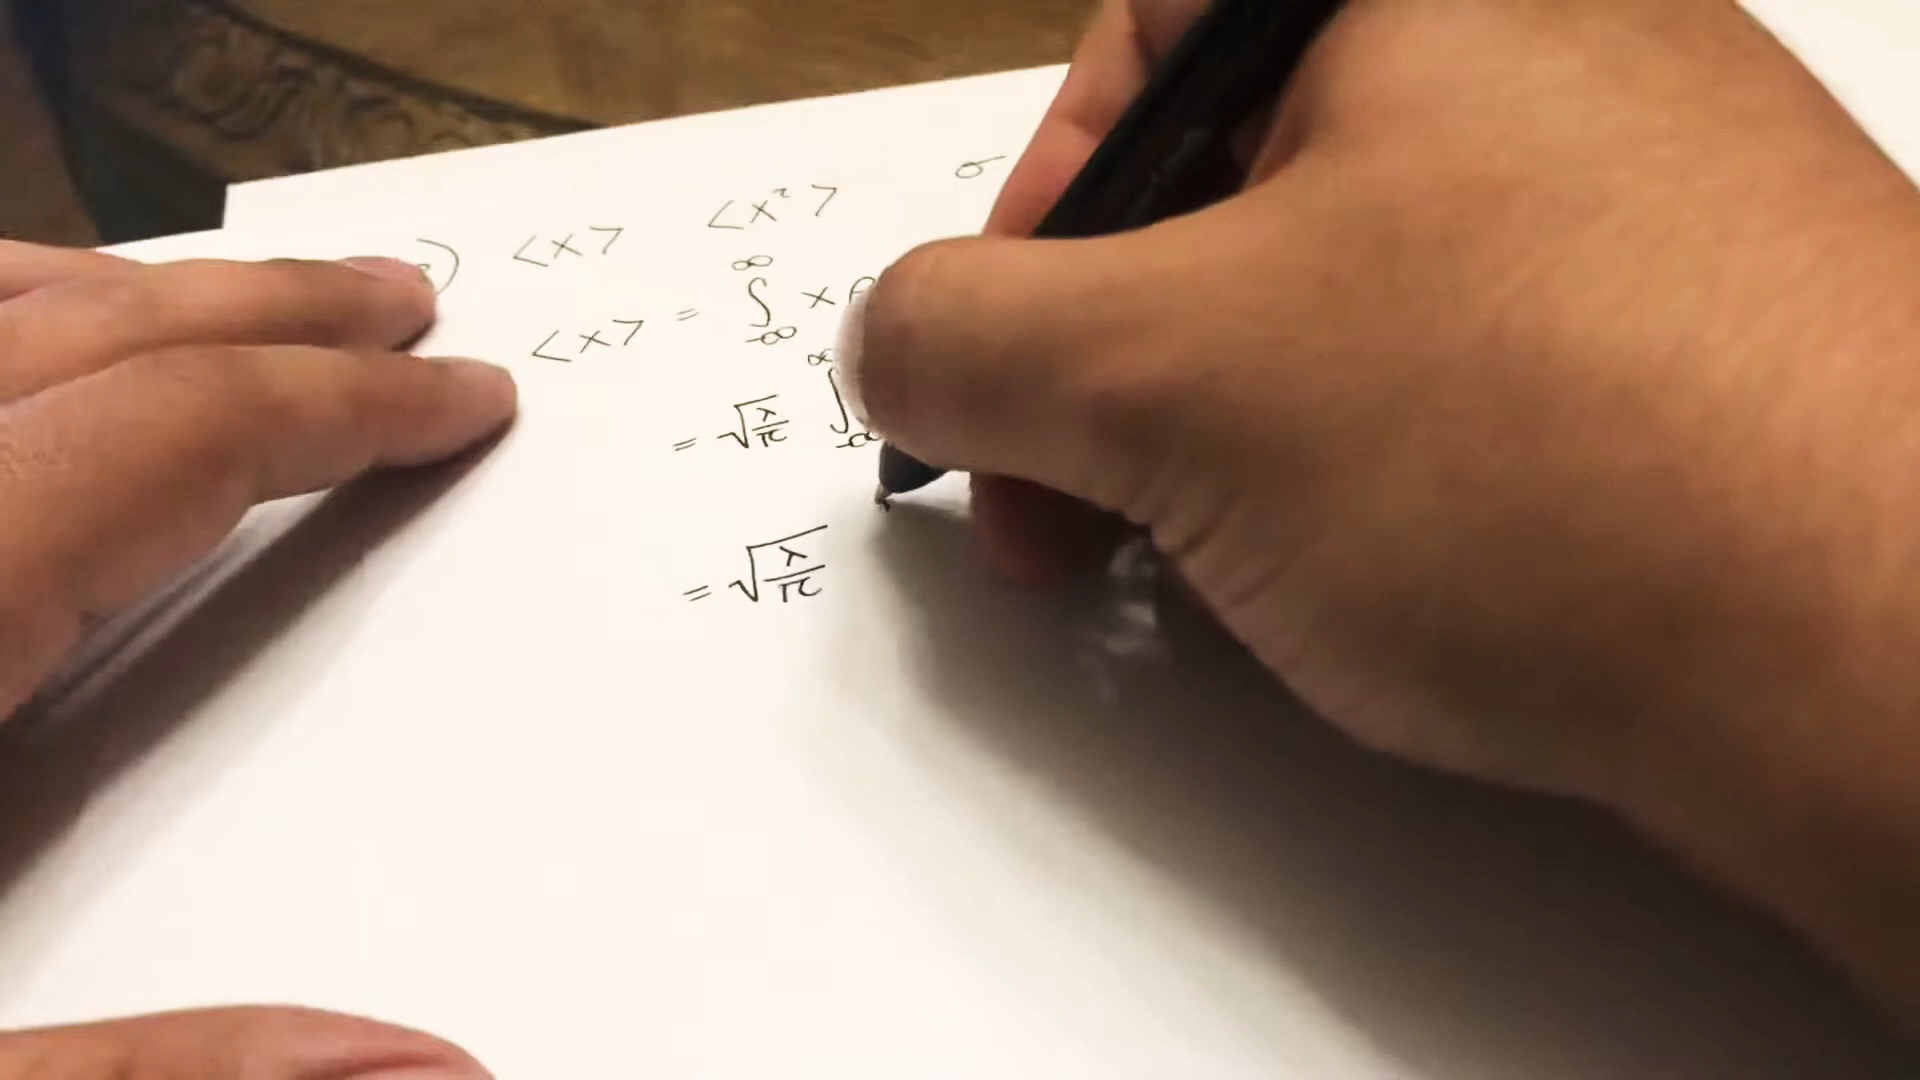 ) <x> <x²> σ
<x> = ∫_{-∞}^{∞} x ρ
= √(λ/π) ∫_{-∞}^{∞}
= √(λ/π)